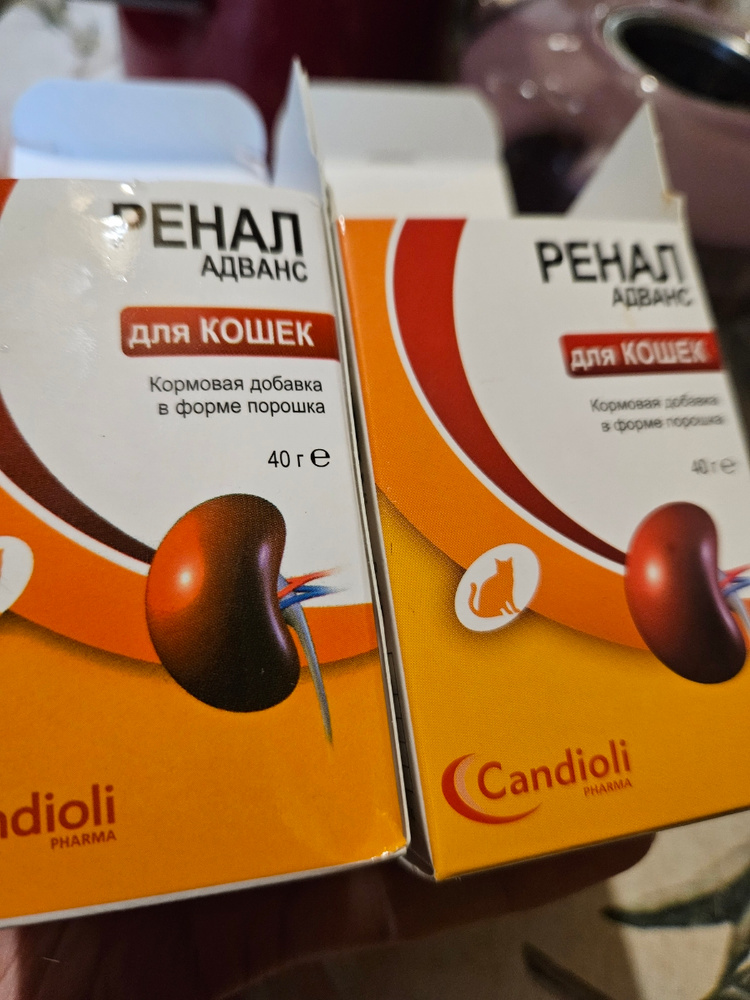 РЕНАЛ
АДВАНС
для КОШЕК
Кормовая добавка
в форме порошка
40 г ℮
ndioli
PHARMA
РЕНАЛ
АДВАНС
для КОШЕК
Кормовая добавка
в форме порошка
40 г ℮
Candioli
PHARMA